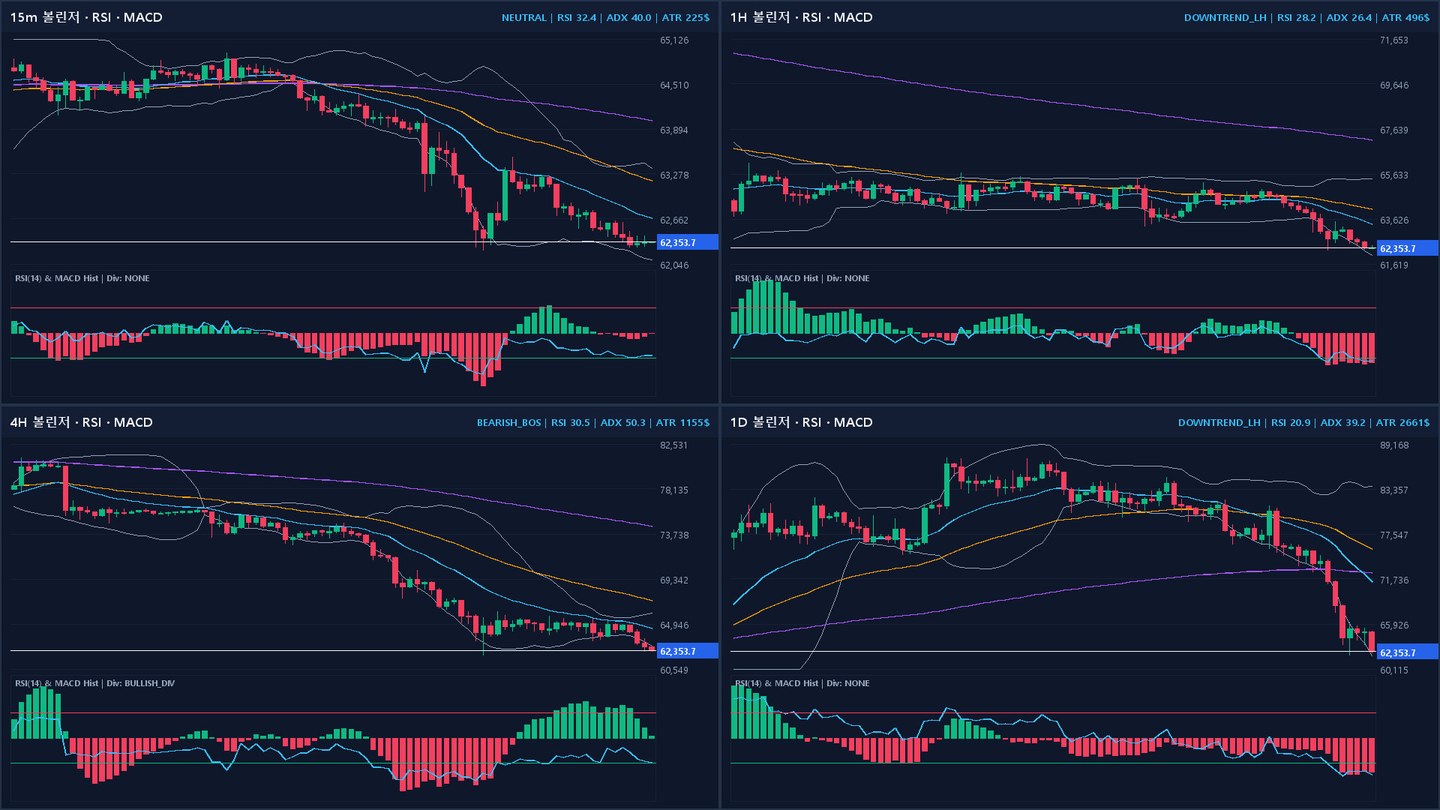 15m 볼린저 · RSI · MACD
NEUTRAL | RSI 32.4 | ADX 40.0 | ATR 225$
65,126
64,510
63,894
63,278
62,662
62,353.7
62,046
RSI(14) & MACD Hist | Div: NONE
1H 볼린저 · RSI · MACD
DOWNTREND_LH | RSI 28.2 | ADX 26.4 | ATR 496$
71,653
69,646
67,639
65,633
63,626
62,353.7
61,619
RSI(14) & MACD Hist | Div: NONE
4H 볼린저 · RSI · MACD
BEARISH_BOS | RSI 30.5 | ADX 50.3 | ATR 1155$
82,531
78,135
73,738
69,342
64,946
62,353.7
60,549
RSI(14) & MACD Hist | Div: BULLISH_DIV
1D 볼린저 · RSI · MACD
DOWNTREND_LH | RSI 20.9 | ADX 39.2 | ATR 2661$
89,168
83,357
77,547
71,736
65,926
62,353.7
60,115
RSI(14) & MACD Hist | Div: NONE